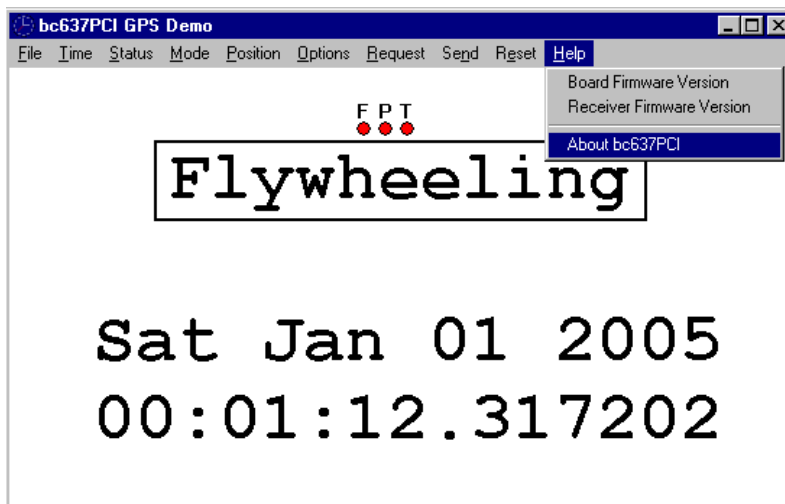 bc637PCI GPS Demo
File Time Status Mode Position Options Request Send Reset Help
Board Firmware Version
Receiver Firmware Version
About bc637PCI
F P T
Flywheeling
Sat Jan 01 2005
00:01:12.317202